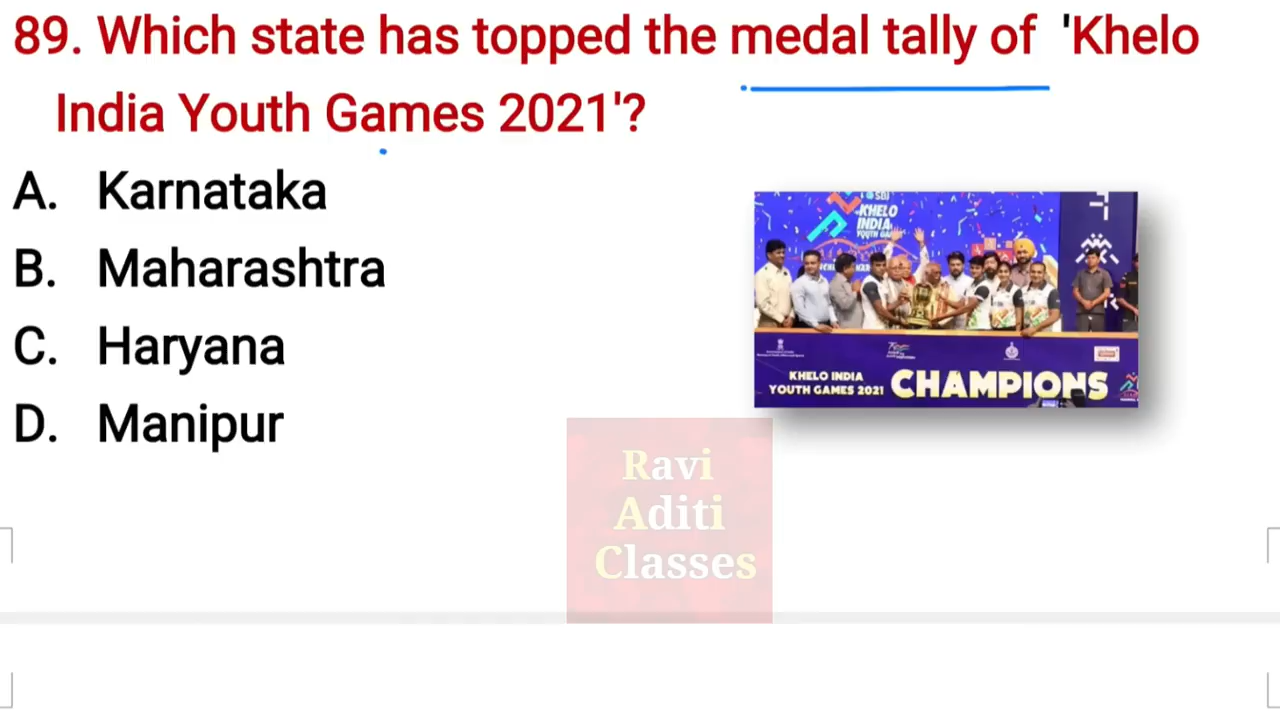 89. Which state has topped the medal tally of 'Khelo
India Youth Games 2021'?
A. Karnataka
B. Maharashtra
C. Haryana
D. Manipur
SBI
KHELO
INDIA
KHELO INDIA
YOUTH GAMES 2021
CHAMPIONS
Ravi
Aditi
Classes